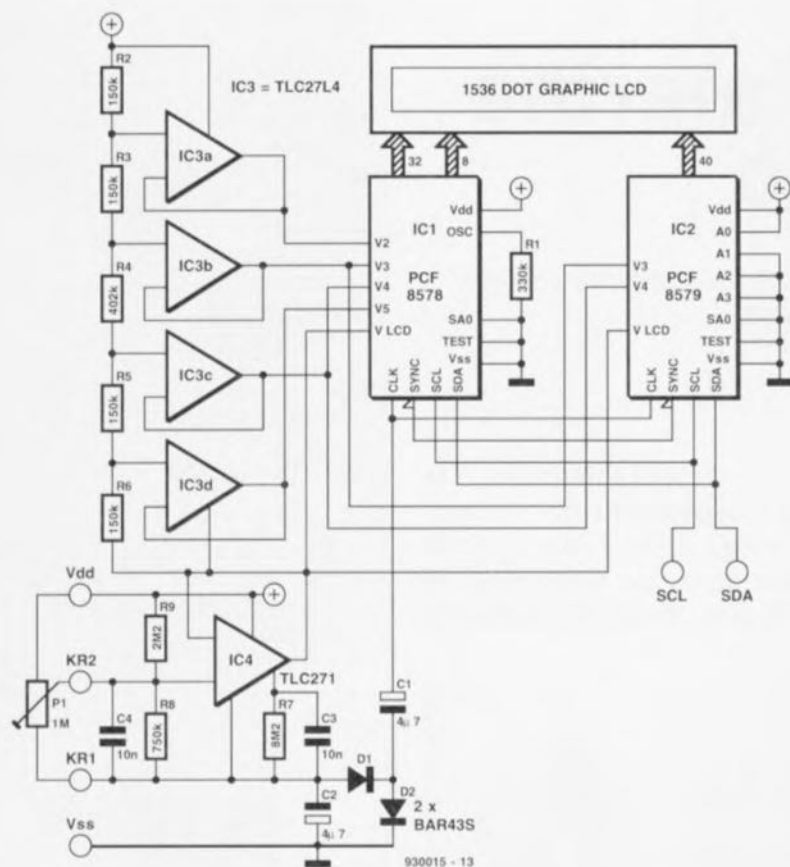 +
R2
150k
IC3 = TLC27L4
1536 DOT GRAPHIC LCD
IC3a
32
8
40
R3
150k
+
+
Vdd
OSC
IC1
PCF
8578
V2
V3
V4
V5
V LCD
R1
330k
SA0
TEST
Vss
CLK
SYNC
SCL
SDA
IC3b
R4
402k
IC3c
R5
150k
IC3d
R6
150k
Vdd
A0
IC2
A1
PCF
8579
A2
A3
V3
V4
V LCD
SA0
TEST
Vss
CLK
SYNC
SCL
SDA
SCL
SDA
Vdd
R9
2M2
+
KR2
IC4
TLC271
P1
1M
C4
10n
R8
750k
R7
8M2
C3
10n
C1
4µ7
KR1
D1
D2
2 x
BAR43S
C2
4µ7
Vss
930015 - 13